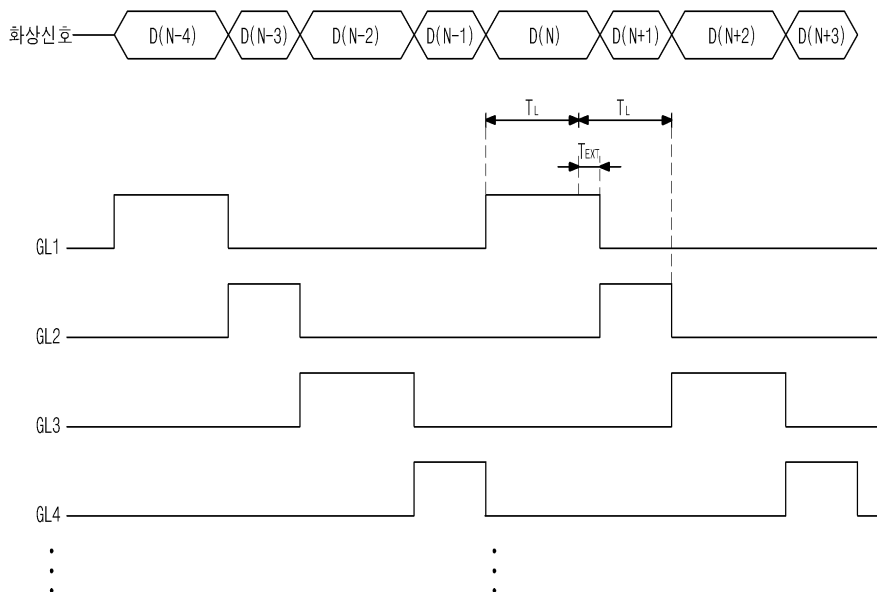 화상신호 D(N-4) D(N-3) D(N-2) D(N-1) D(N) D(N+1) D(N+2) D(N+3)
TL TL
TEXT
GL1
GL2
GL3
GL4